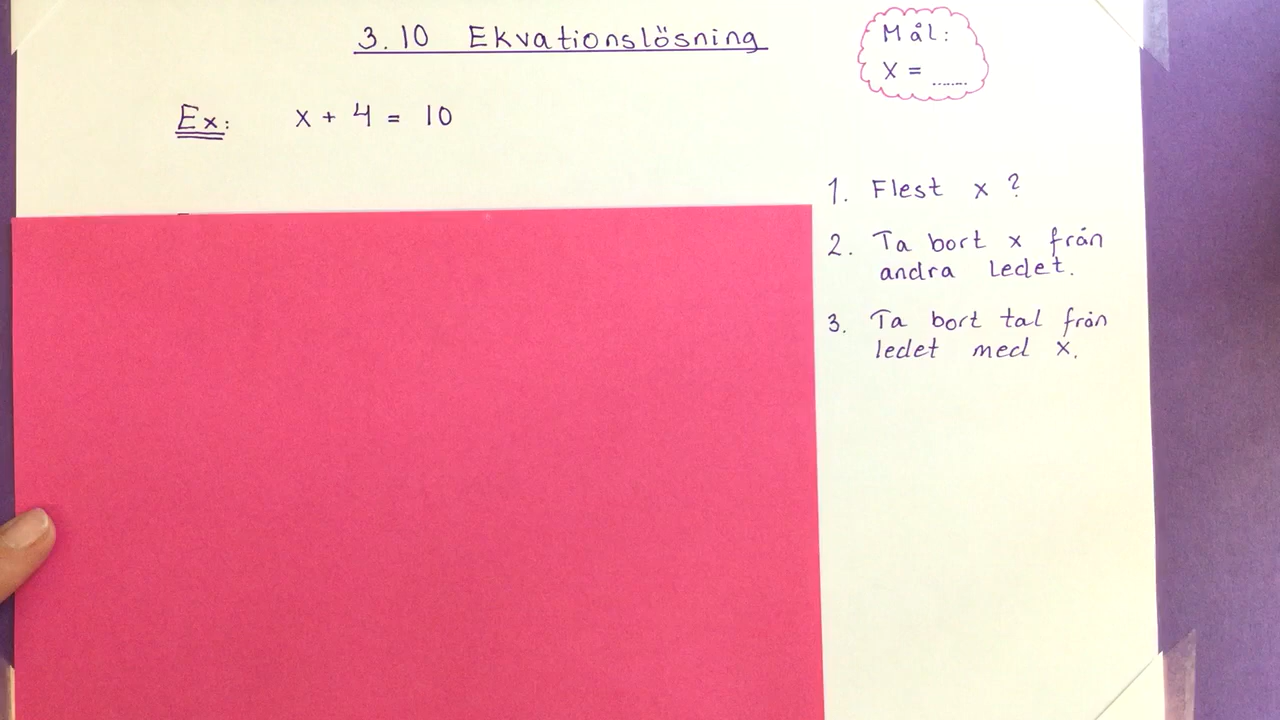 3.10 Ekvationslösning
Mål:
x = ......
Ex: x + 4 = 10
1. Flest x ?
2. Ta bort x från
andra ledet.
3. Ta bort tal från
ledet med x.